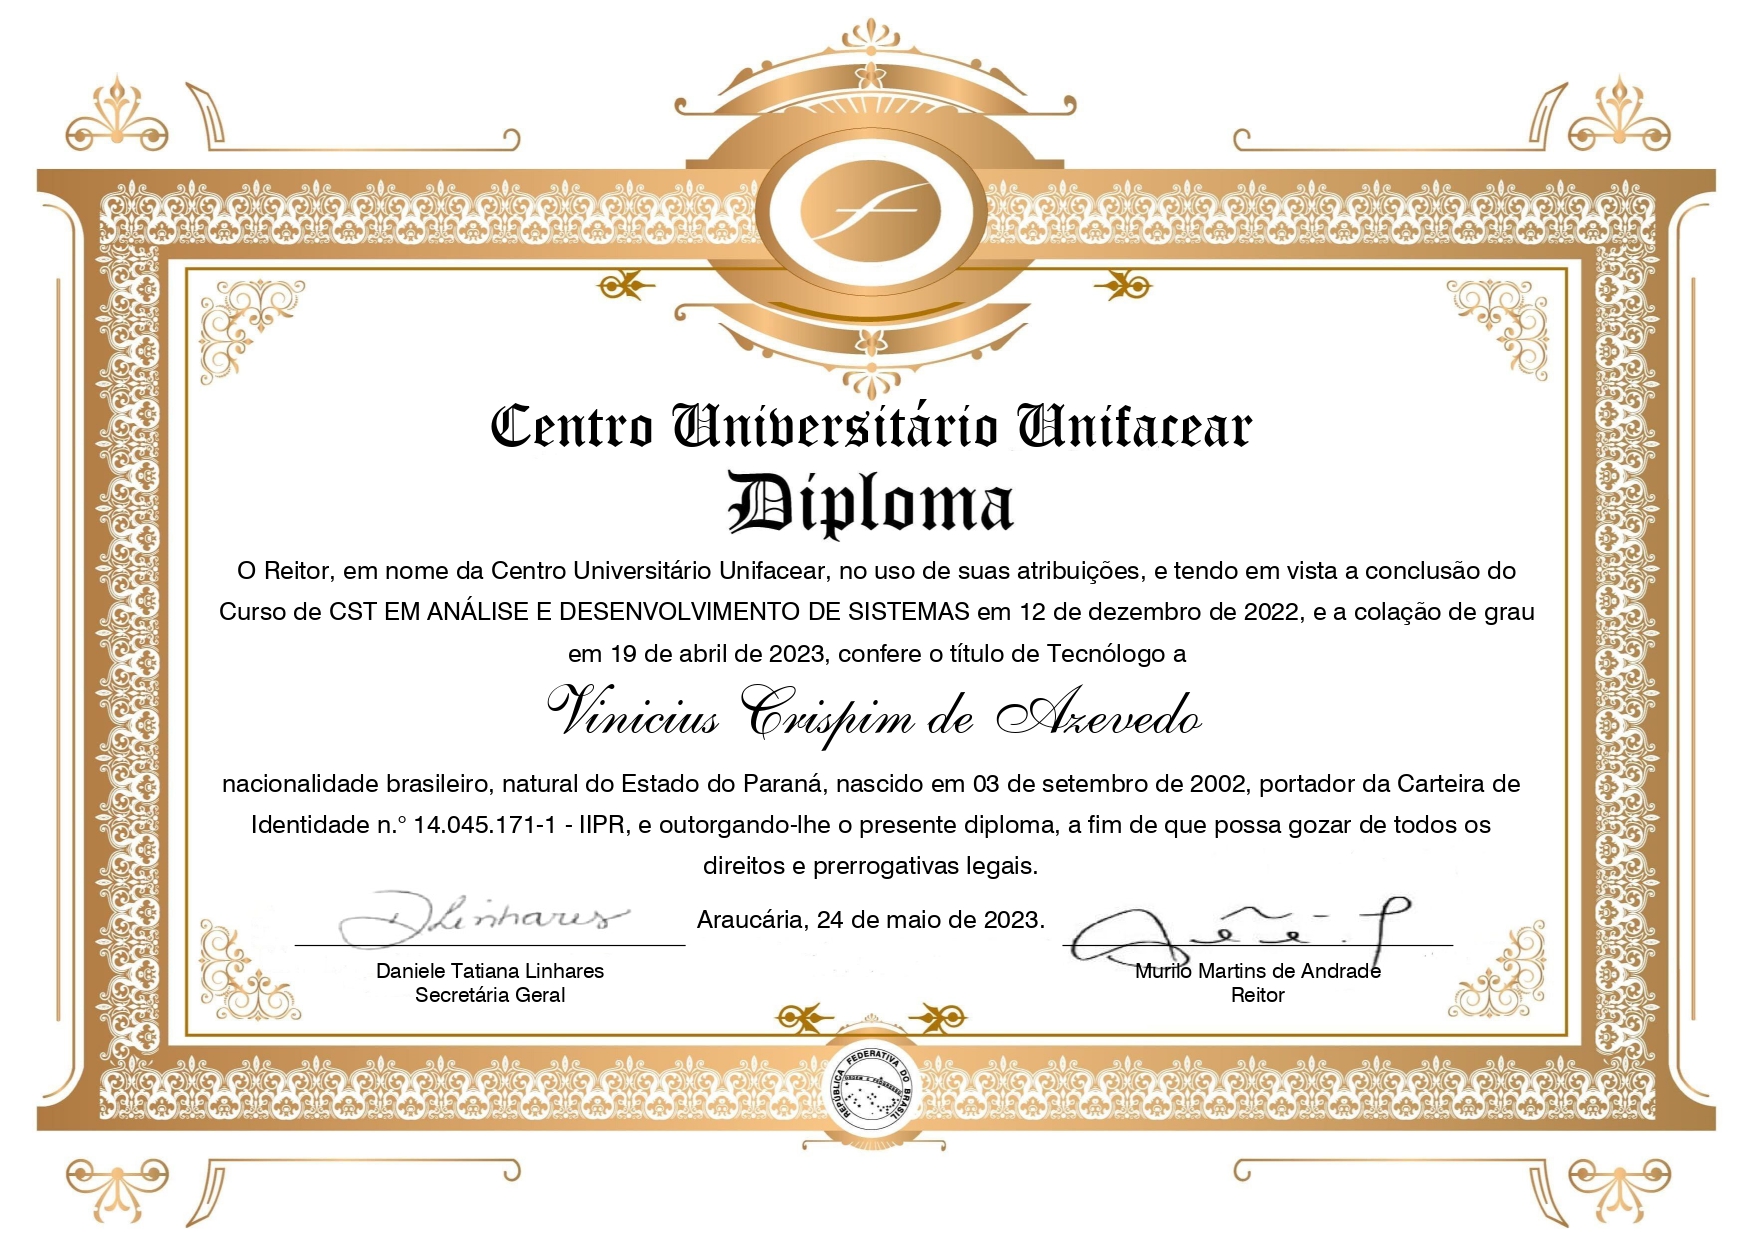 Centro Universitário Unifacear
Diploma
O Reitor, em nome da Centro Universitário Unifacear, no uso de suas atribuições, e tendo em vista a conclusão do
Curso de CST EM ANÁLISE E DESENVOLVIMENTO DE SISTEMAS em 12 de dezembro de 2022, e a colação de grau
em 19 de abril de 2023, confere o título de Tecnólogo a
Vinicius Crispim de Azevedo
nacionalidade brasileiro, natural do Estado do Paraná, nascido em 03 de setembro de 2002, portador da Carteira de
Identidade n.° 14.045.171-1 - IIPR, e outorgando-lhe o presente diploma, a fim de que possa gozar de todos os
direitos e prerrogativas legais.
DLinhares
Araucária, 24 de maio de 2023.
Daniele Tatiana Linhares
Secretária Geral
Murilo Martins de Andrade
Reitor
REPÚBLICA FEDERATIVA DO BRASIL
ORDEM E PROGRESSO